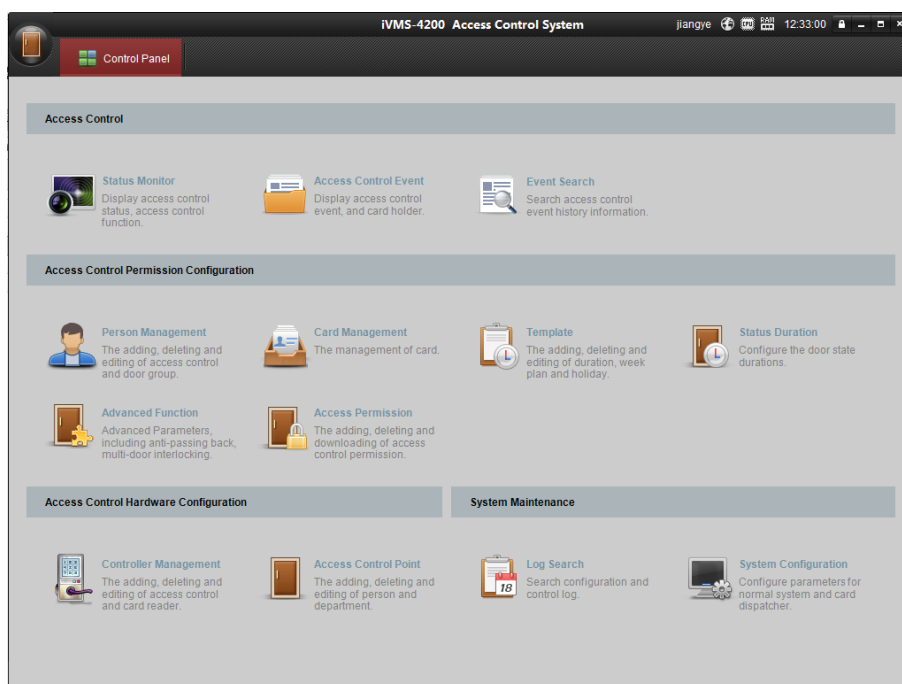 iVMS-4200 Access Control System
jiangye CPU RAM 12:33:00
Control Panel
Access Control
Status Monitor
Display access control
status, access control
function.
Access Control Event
Display access control
event, and card holder.
Event Search
Search access control
event history information.
Access Control Permission Configuration
Person Management
The adding, deleting and
editing of access control
and door group.
Card Management
The management of card.
Template
The adding, deleting and
editing of duration, week
plan and holiday.
Status Duration
Configure the door state
durations.
Advanced Function
Advanced Parameters,
including anti-passing back,
multi-door interlocking.
Access Permission
The adding, deleting and
downloading of access
control permission.
Access Control Hardware Configuration
Controller Management
The adding, deleting and
editing of access control
and card reader.
Access Control Point
The adding, deleting and
editing of person and
department.
System Maintenance
18
Log Search
Search configuration and
control log.
System Configuration
Configure parameters for
normal system and card
dispatcher.